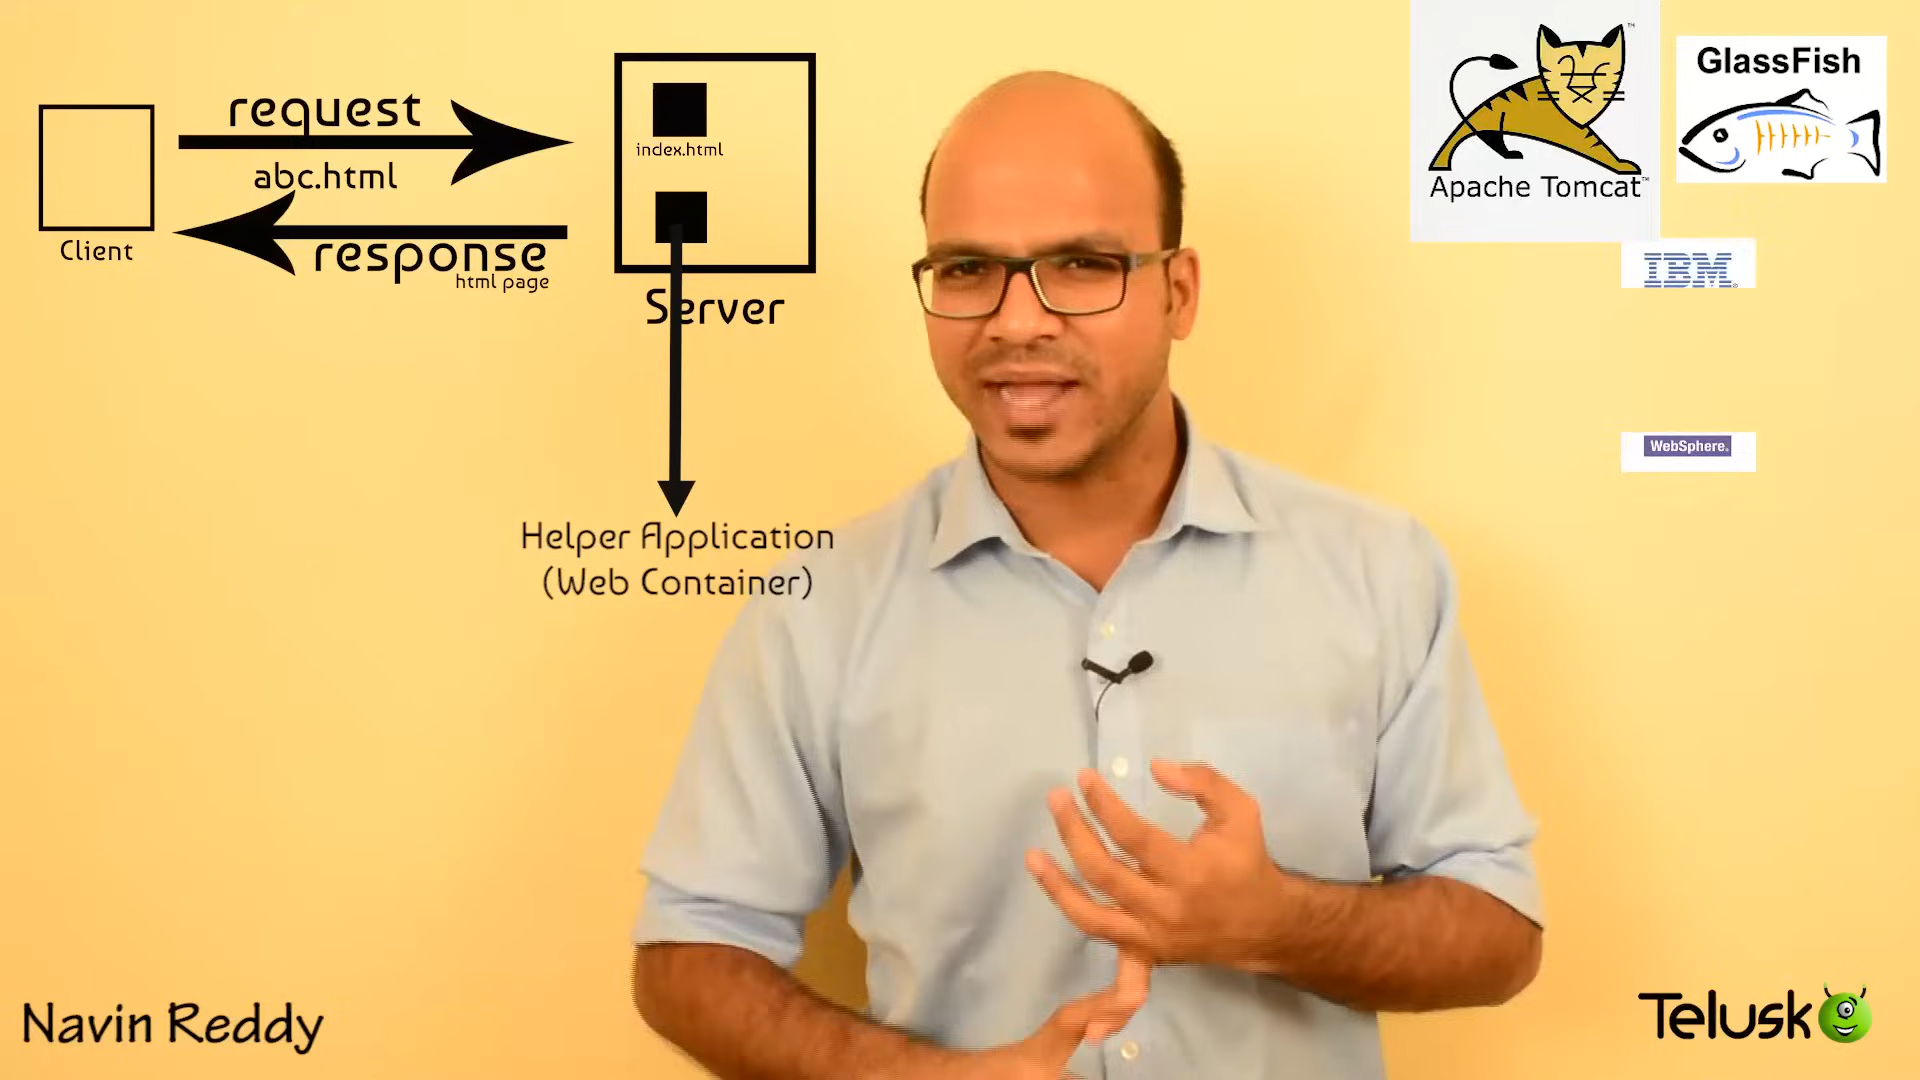 request
abc.html
Client
response
html page
index.html
Server
Helper Application
(Web Container)
Apache Tomcat™
GlassFish
IBM®
WebSphere®
Navin Reddy
Telusko